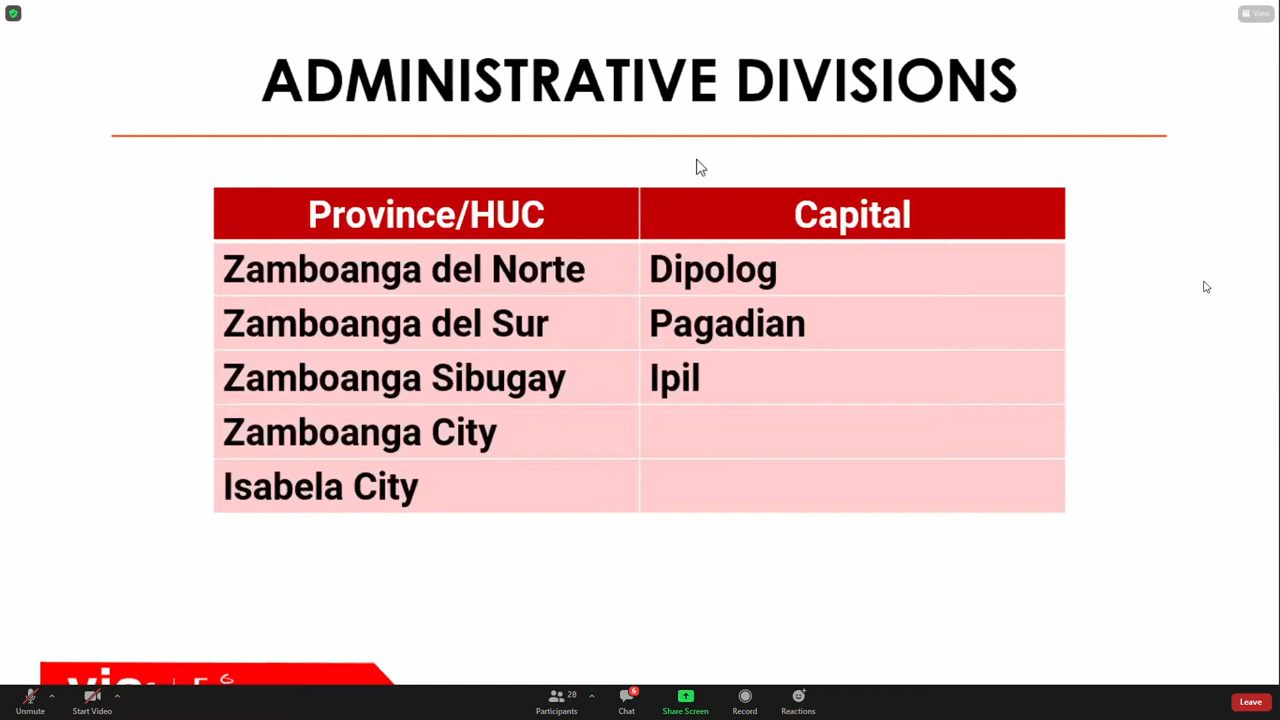 View
ADMINISTRATIVE DIVISIONS
Province/HUC Capital
Zamboanga del Norte Dipolog
Zamboanga del Sur Pagadian
Zamboanga Sibugay Ipil
Zamboanga City
Isabela City
28
6
Unmute Start Video Participants Chat Share Screen Record Reactions Leave